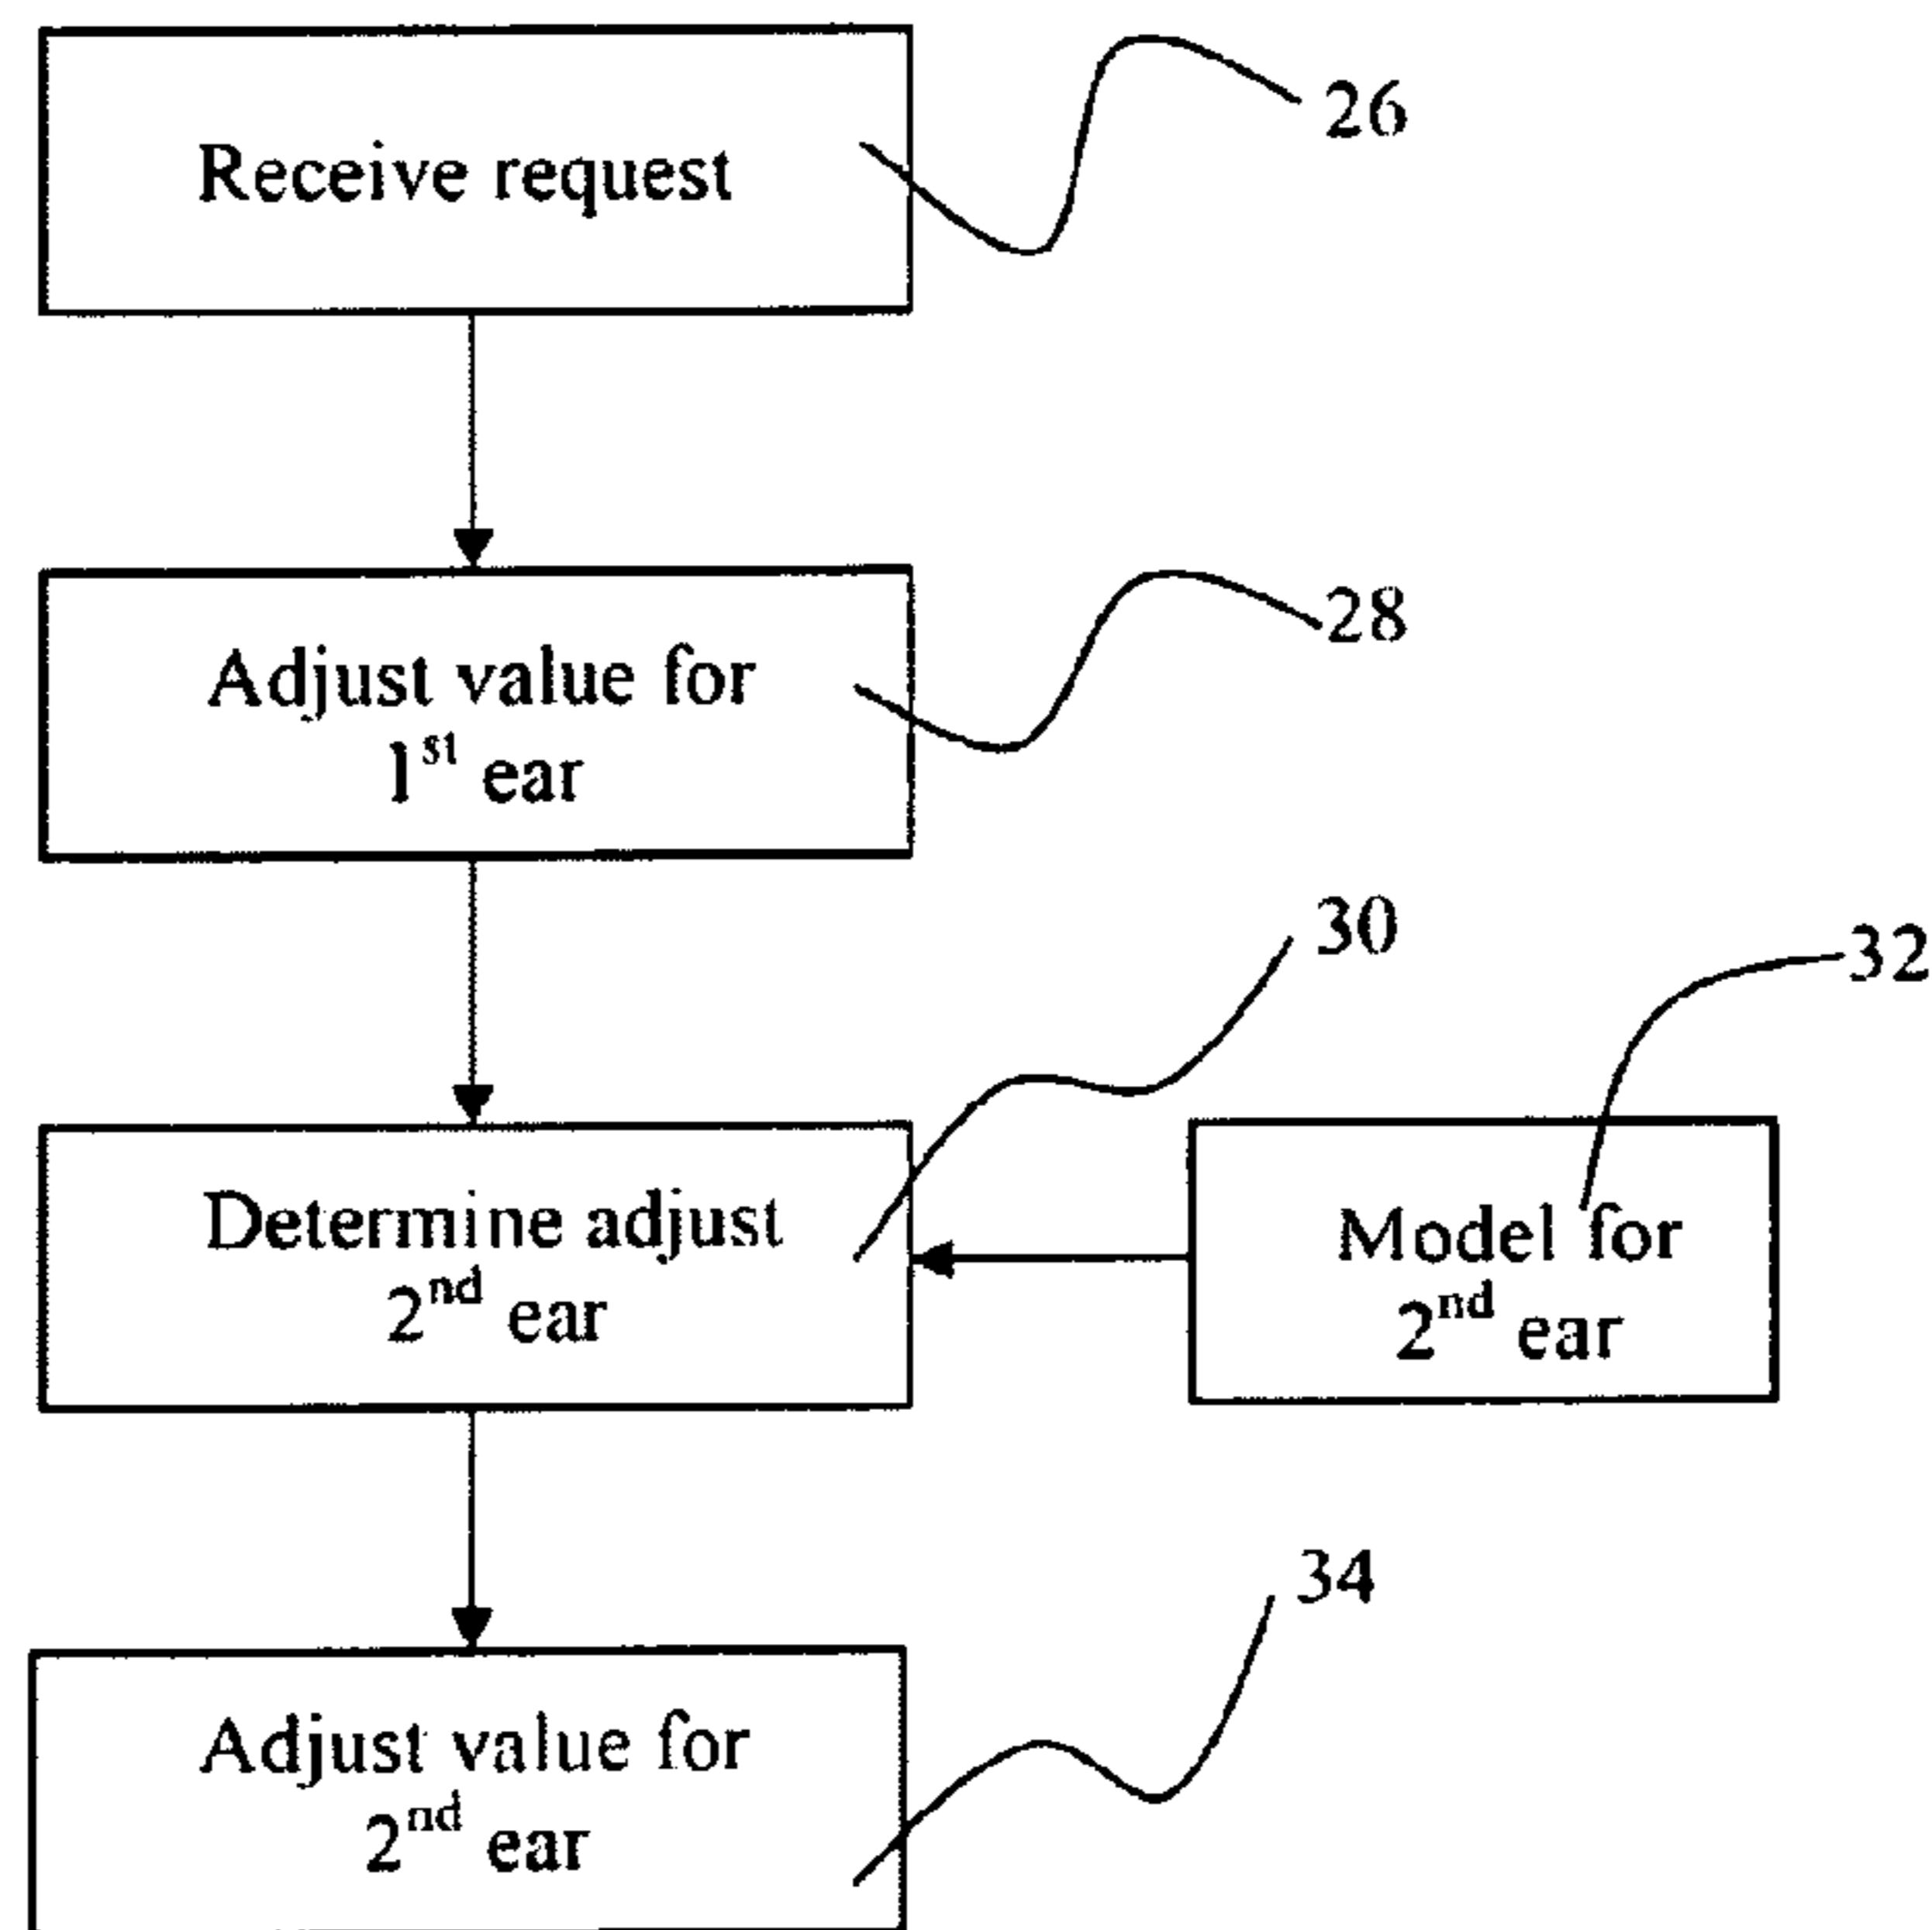 Receive request
26
Adjust value for
1st ear
28
30
32
Determine adjust
2nd ear
Model for
2nd ear
34
Adjust value for
2nd ear